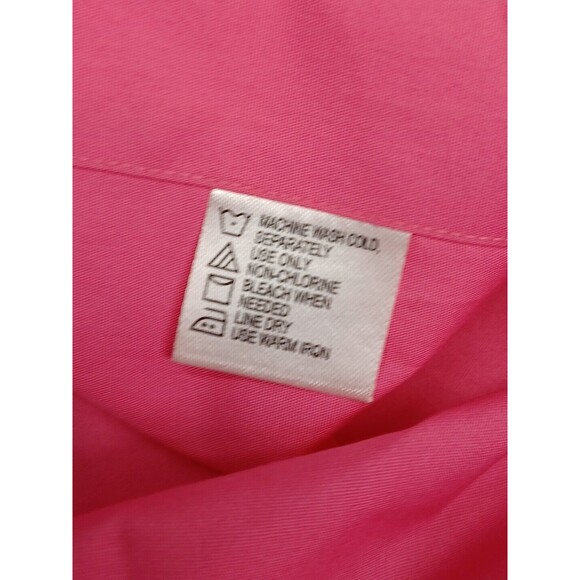 MACHINE WASH COLD,
SEPARATELY
USE ONLY
NON-CHLORINE
BLEACH WHEN
NEEDED
LINE DRY
USE WARM IRON